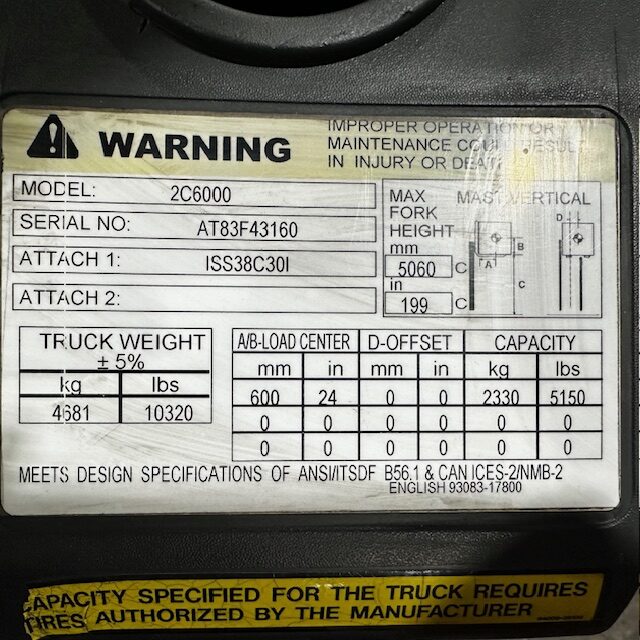 WARNING
IMPROPER OPERATION OR
MAINTENANCE COULD RESULT
IN INJURY OR DEATH
MODEL: 2C6000
SERIAL NO: AT83F43160
ATTACH 1: ISS38C30I
ATTACH 2:
MAX
FORK
HEIGHT
mm
5060 C
in
199 C
MAST VERTICAL
D
B
A
C
TRUCK WEIGHT
± 5%
kg lbs
4681 10320
A/B-LOAD CENTER D-OFFSET CAPACITY
mm in mm in kg lbs
600 24 0 0 2330 5150
0 0 0 0 0 0
0 0 0 0 0 0
MEETS DESIGN SPECIFICATIONS OF ANSI/ITSDF B56.1 & CAN ICES-2/NMB-2
ENGLISH 93083-17800
CAPACITY SPECIFIED FOR THE TRUCK REQUIRES
TIRES AUTHORIZED BY THE MANUFACTURER